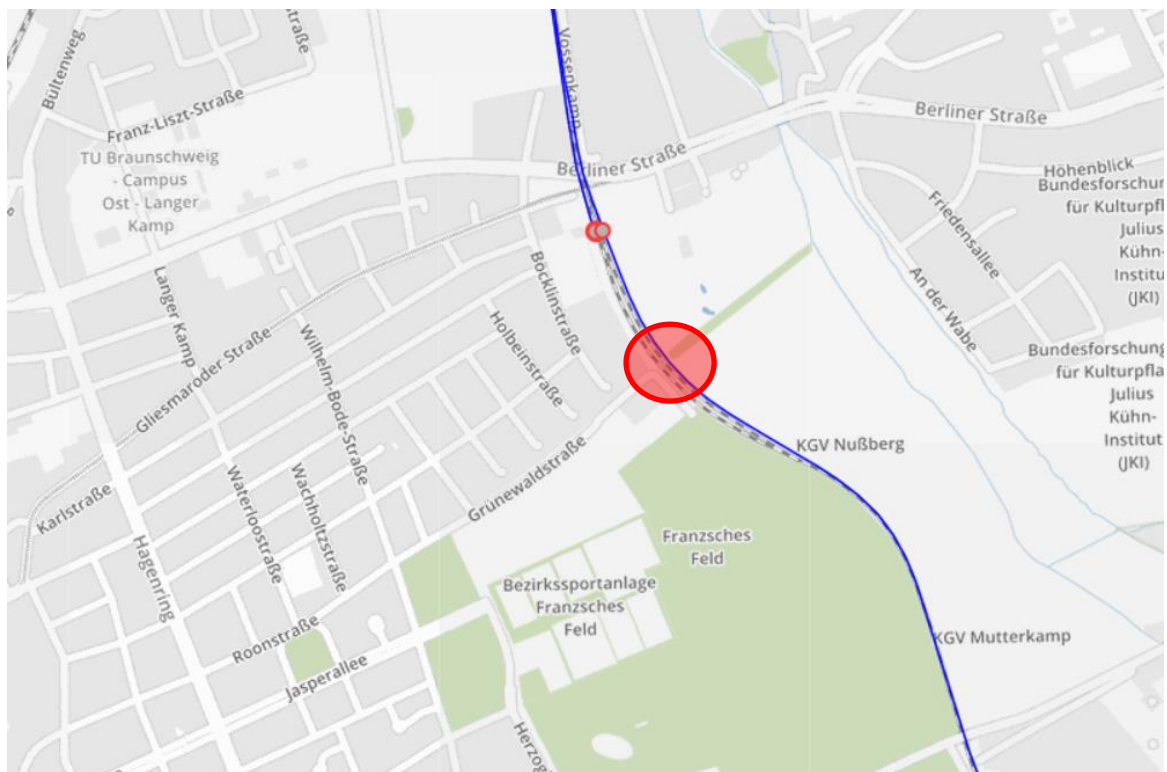 Bültenweg
Franz-Liszt-Straße
Vossenkamp
Berliner Straße
TU Braunschweig
- Campus
Ost - Langer
Kamp
Berliner Straße
Höhenblick
Bundesforschun
für Kulturpfla
Julius
Kühn-
Institu
(JKI)
Friedensallee
An der Wabe
Langer Kamp
Böcklinstraße
Holbeinstraße
Wilhelm-Bode-Straße
Gliesmaroder Straße
Bundesforschung
für Kulturpfla
Julius
Kühn-
Institut
(JKI)
KGV Nußberg
Grünewaldstraße
Karlstraße
Waterloostraße
Wachholtzstraße
Hagenring
Franzsches
Feld
Bezirkssportanlage
Franzsches
Feld
KGV Mutterkamp
Roonstraße
Jasperallee
Herzog